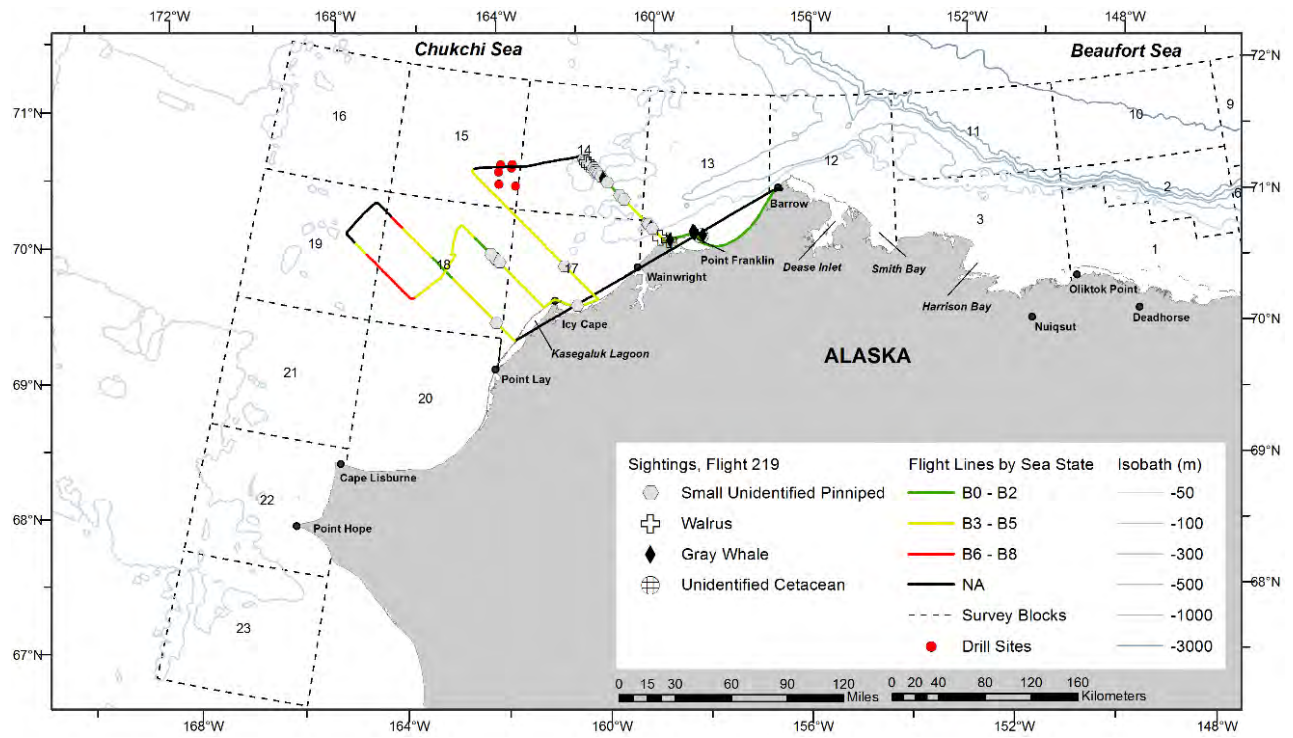 172°W 168°W 164°W 160°W 156°W 152°W 148°W
Chukchi Sea
Beaufort Sea
72°N
71°N
70°N
69°N
68°N
67°N
71°N
70°N
69°N
68°N
16
15
14
13
12
11
10
9
2
6
3
1
19
18
17
21
20
22
23
Barrow
Point Franklin
Wainwright
Dease Inlet
Smith Bay
Harrison Bay
Oliktok Point
Nuiqsut
Deadhorse
Icy Cape
Kasegaluk Lagoon
ALASKA
Point Lay
Cape Lisburne
Point Hope
Sightings, Flight 219
Small Unidentified Pinniped
Walrus
Gray Whale
Unidentified Cetacean
Flight Lines by Sea State
B0 - B2
B3 - B5
B6 - B8
NA
Survey Blocks
Drill Sites
Isobath (m)
-50
-100
-300
-500
-1000
-3000
0 15 30 60 90 120
Miles
0 20 40 80 120 160
Kilometers
168°W 164°W 160°W 156°W 152°W 148°W